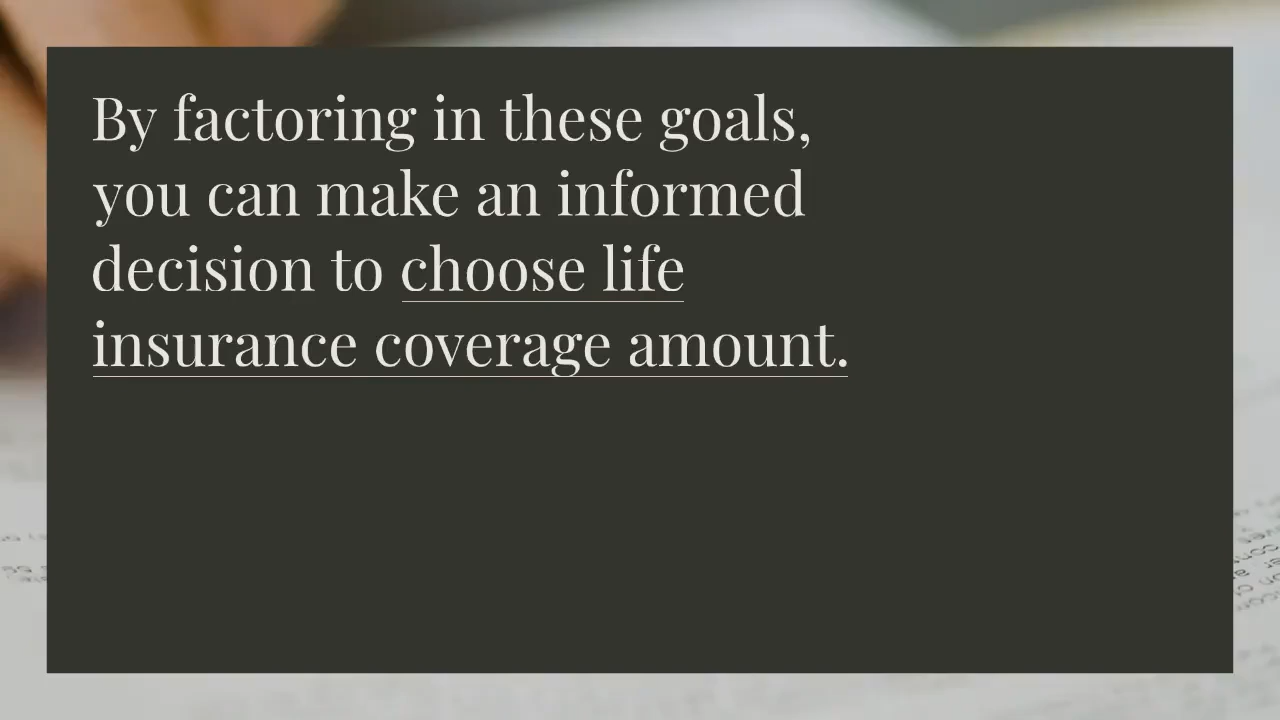 By factoring in these goals,
you can make an informed
decision to choose life
insurance coverage amount.